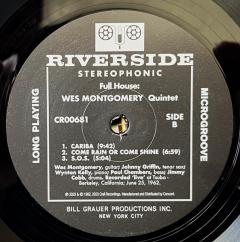 RIVERSIDE
STEREOPHONIC
Full House:
WES MONTGOMERY Quintet
CR00681
SIDE
B
LONG PLAYING
MICROGROOVE
1. CARIBA (9:42)
2. COME RAIN OR COME SHINE (6:59)
3. S.O.S. (5:04)
Wes Montgomery, guitar; Johnny Griffin, tenor sax;
Wynton Kelly, piano; Paul Chambers, bass; Jimmy
Cobb, drums. Recorded 'live' at Tsubo-
Berkeley, California; June 25, 1962.
BILL GRAUER PRODUCTIONS INC.
NEW YORK CITY